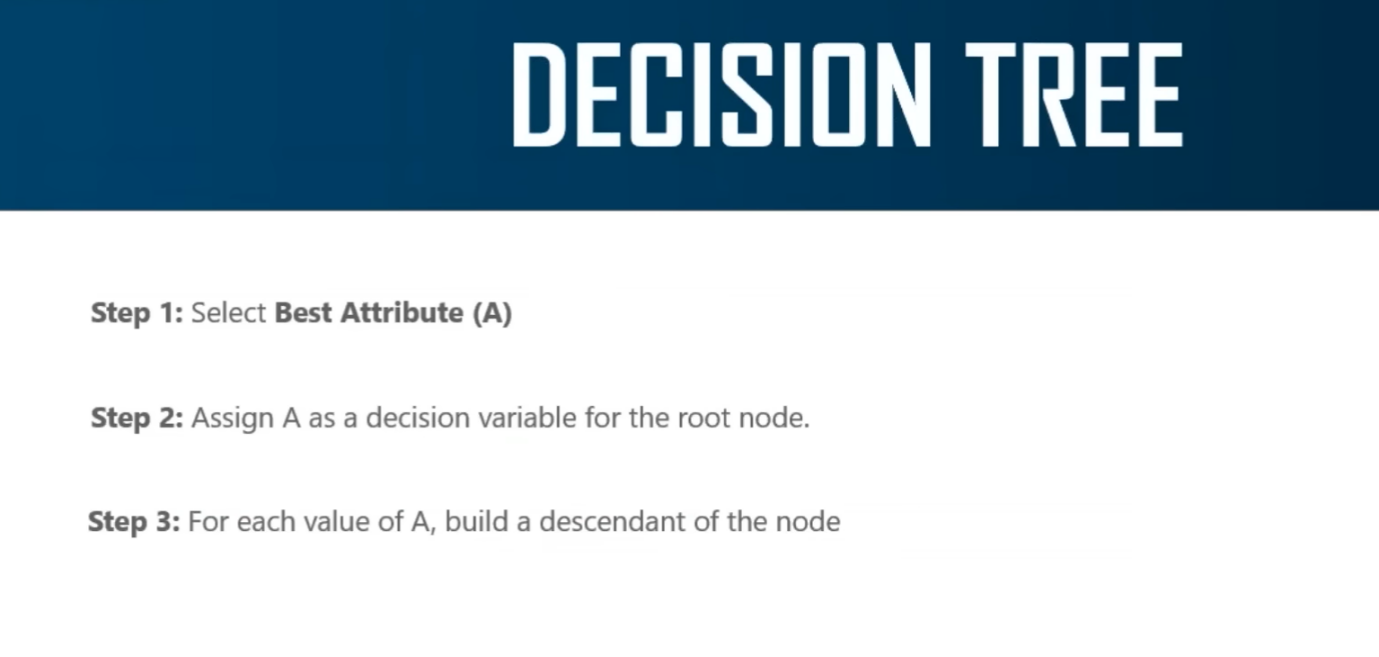 DECISION TREE
Step 1: Select Best Attribute (A)
Step 2: Assign A as a decision variable for the root node.
Step 3: For each value of A, build a descendant of the node